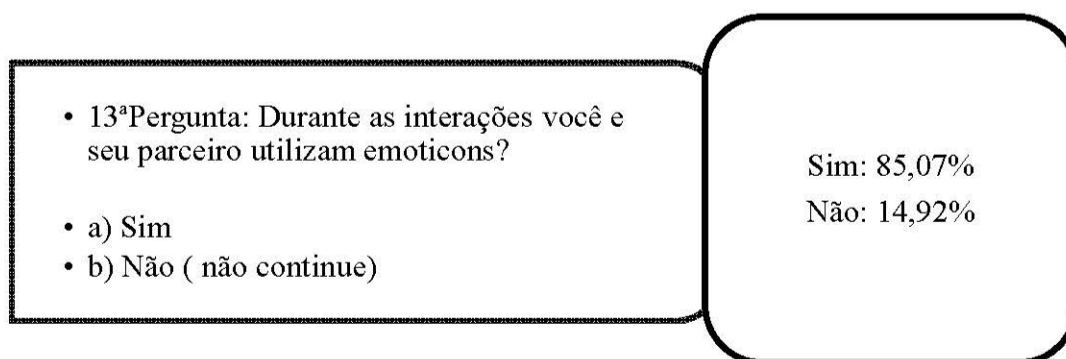 • 13ªPergunta: Durante as interações você e
seu parceiro utilizam emoticons?
• a) Sim
• b) Não ( não continue)
Sim: 85,07%
Não: 14,92%